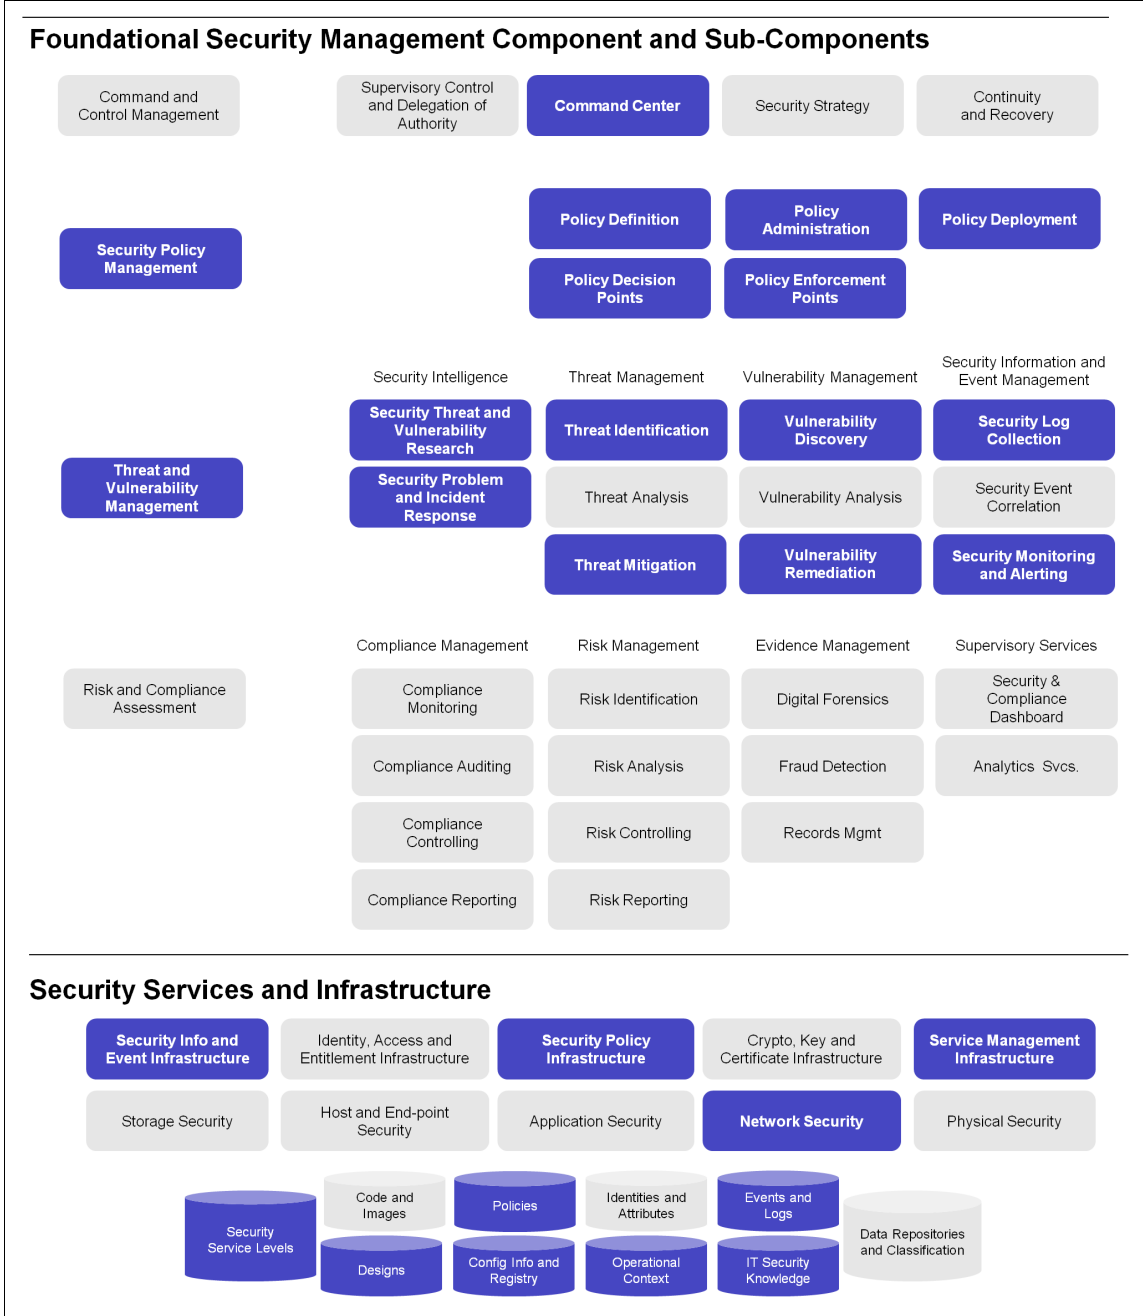 Foundational Security Management Component and Sub-Components
Command and
Control Management
Supervisory Control
and Delegation of
Authority
Command Center
Security Strategy
Continuity
and Recovery
Security Policy
Management
Policy Definition
Policy
Administration
Policy Deployment
Policy Decision
Points
Policy Enforcement
Points
Threat and
Vulnerability
Management
Security Intelligence
Threat Management
Vulnerability Management
Security Information and
Event Management
Security Threat and
Vulnerability
Research
Threat Identification
Vulnerability
Discovery
Security Log
Collection
Security Problem
and Incident
Response
Threat Analysis
Vulnerability Analysis
Security Event
Correlation
Threat Mitigation
Vulnerability
Remediation
Security Monitoring
and Alerting
Risk and Compliance
Assessment
Compliance Management
Risk Management
Evidence Management
Supervisory Services
Compliance
Monitoring
Risk Identification
Digital Forensics
Security &
Compliance
Dashboard
Compliance Auditing
Risk Analysis
Fraud Detection
Analytics Svcs.
Compliance
Controlling
Risk Controlling
Records Mgmt
Compliance Reporting
Risk Reporting
Security Services and Infrastructure
Security Info and
Event Infrastructure
Identity, Access and
Entitlement Infrastructure
Security Policy
Infrastructure
Crypto, Key and
Certificate Infrastructure
Service Management
Infrastructure
Storage Security
Host and End-point
Security
Application Security
Network Security
Physical Security
Security
Service Levels
Code and
Images
Policies
Identities and
Attributes
Events and
Logs
Data Repositories
and Classification
Designs
Config Info and
Registry
Operational
Context
IT Security
Knowledge